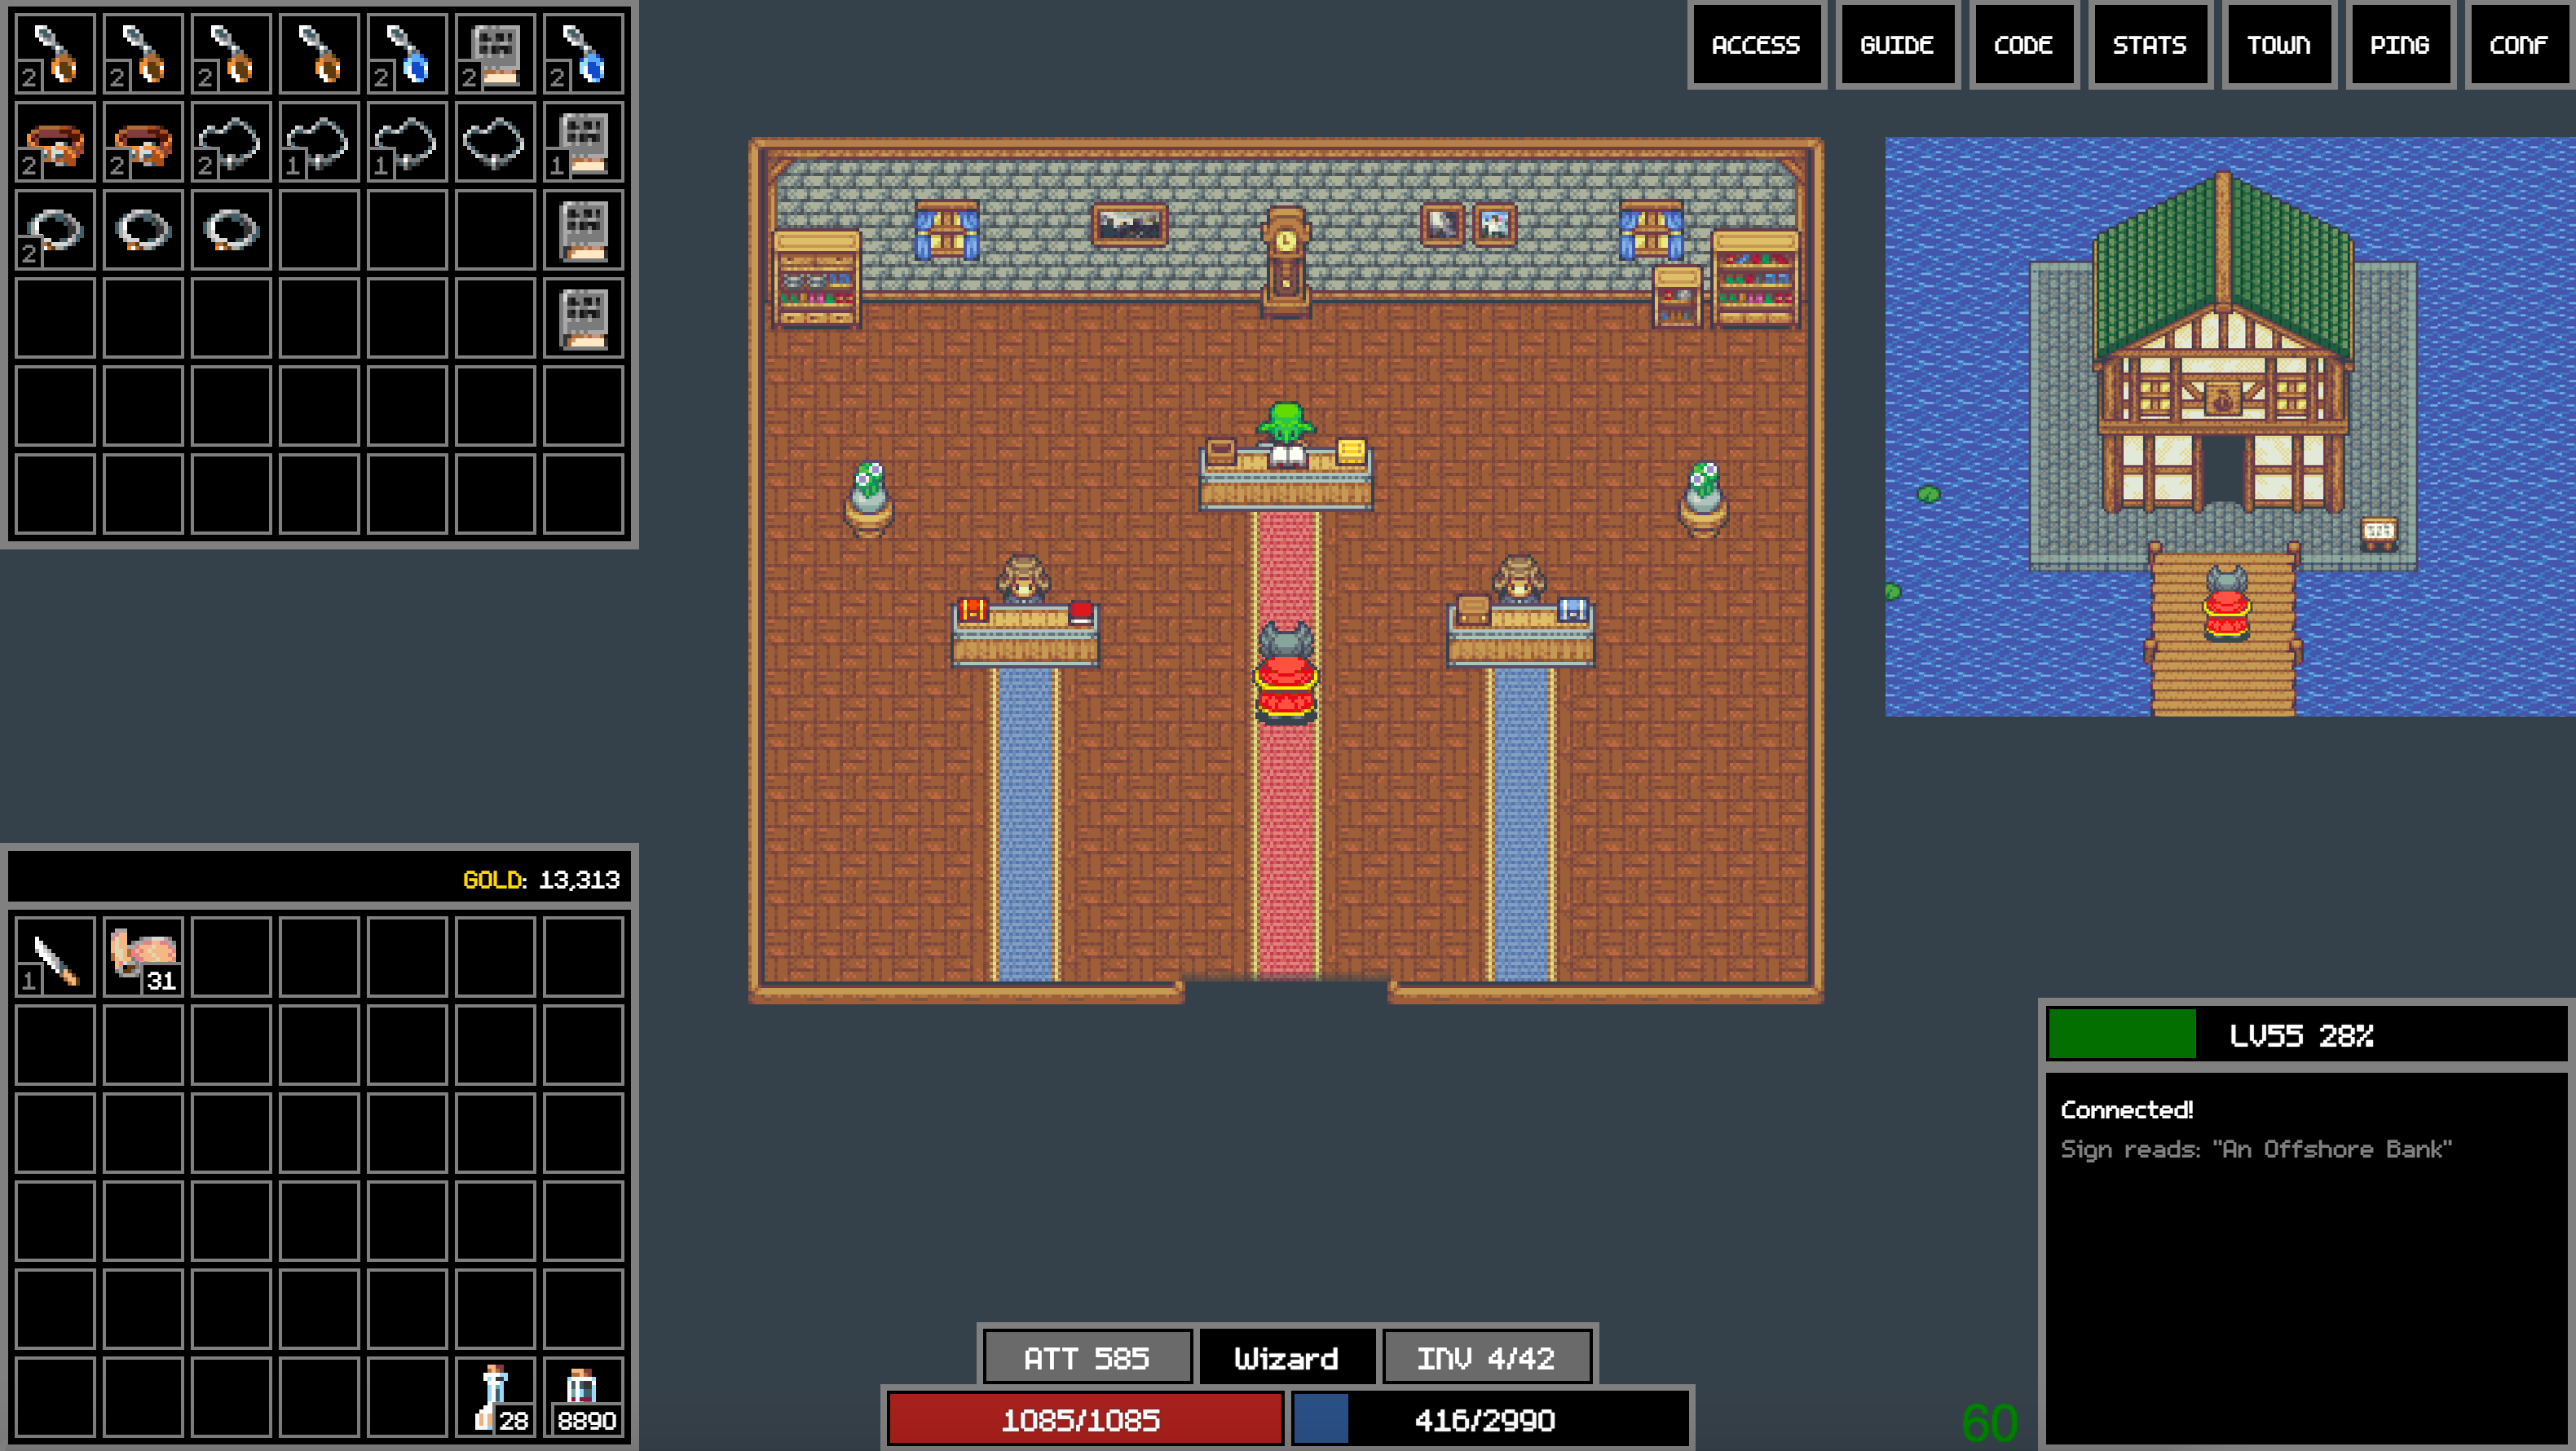 ACCESS GUIDE CODE STATS TOWN PING CONF
2 2 2 2 2 2
2 2 2 1 1 1
2
GOLD: 13,313
1 31
28 8890
LV55 28%
Connected!
Sign reads: "An Offshore Bank"
ATT 585 Wizard INV 4/42
1085/1085 416/2990
60